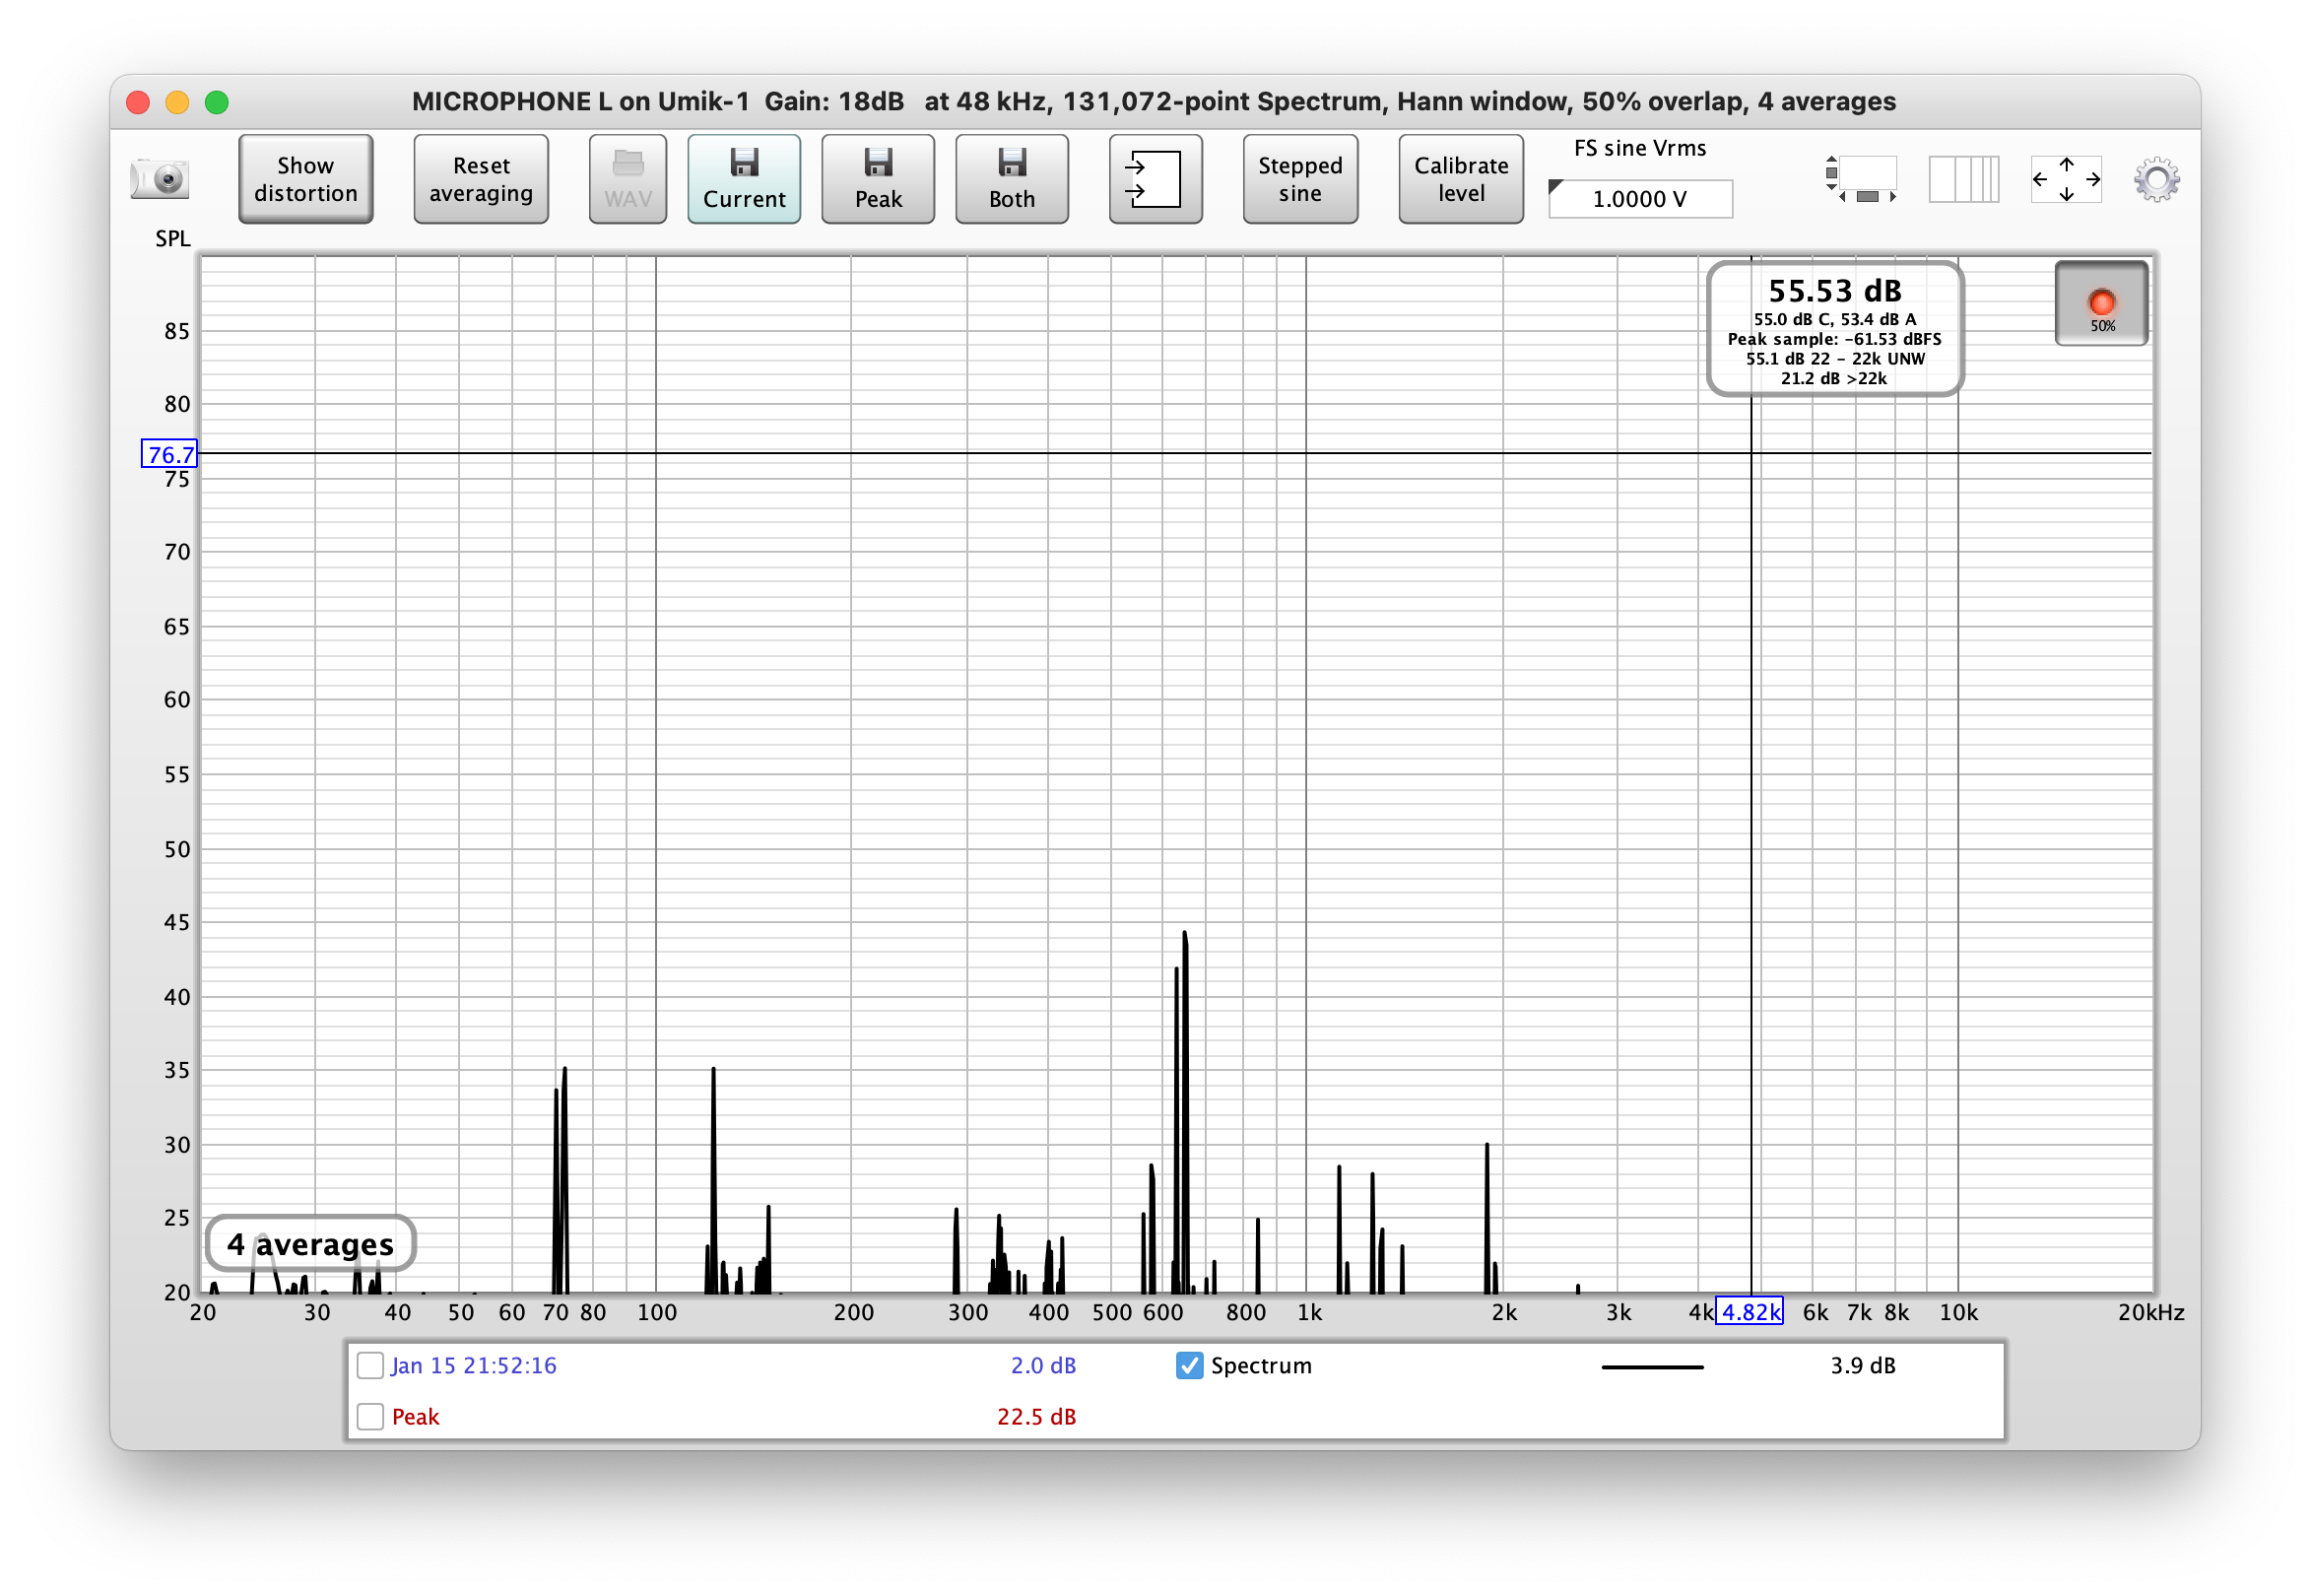 MICROPHONE L on Umik-1  Gain: 18dB   at 48 kHz, 131,072-point Spectrum, Hann window, 50% overlap, 4 averages
Show distortion
Reset averaging
WAV
Current
Peak
Both
Stepped sine
Calibrate level
FS sine Vrms
1.0000 V
SPL
55.53 dB
55.0 dB C, 53.4 dB A
Peak sample: -61.53 dBFS
55.1 dB 22 - 22k UNW
21.2 dB >22k
50%
85
80
76.7
75
70
65
60
55
50
45
40
35
30
25
20
4 averages
20 30 40 50 60 70 80 100 200 300 400 500 600 800 1k 2k 3k 4k 4.82k 6k 7k 8k 10k 20kHz
Jan 15 21:52:16 2.0 dB Spectrum 3.9 dB
Peak 22.5 dB